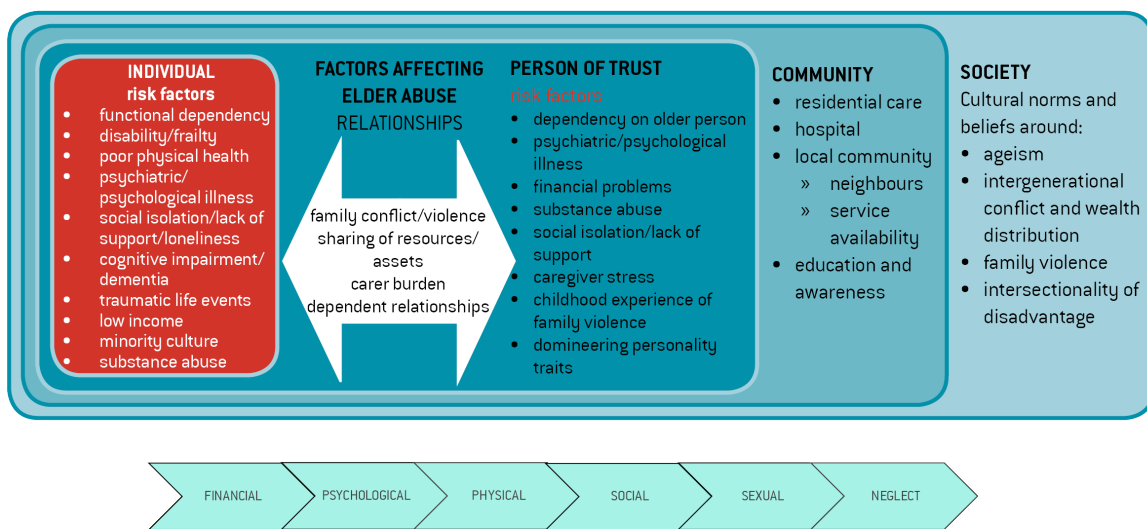 INDIVIDUAL
risk factors
• functional dependency
• disability/frailty
• poor physical health
• psychiatric/
psychological illness
• social isolation/lack of
support/loneliness
• cognitive impairment/
dementia
• traumatic life events
• low income
• minority culture
• substance abuse
FACTORS AFFECTING
ELDER ABUSE
RELATIONSHIPS
family conflict/violence
sharing of resources/
assets
carer burden
dependent relationships
PERSON OF TRUST
risk factors
• dependency on older person
• psychiatric/psychological
illness
• financial problems
• substance abuse
• social isolation/lack of
support
• caregiver stress
• childhood experience of
family violence
• domineering personality
traits
COMMUNITY
• residential care
• hospital
• local community
» neighbours
» service
availability
• education and
awareness
SOCIETY
Cultural norms and
beliefs around:
• ageism
• intergenerational
conflict and wealth
distribution
• family violence
• intersectionality of
disadvantage
FINANCIAL
PSYCHOLOGICAL
PHYSICAL
SOCIAL
SEXUAL
NEGLECT